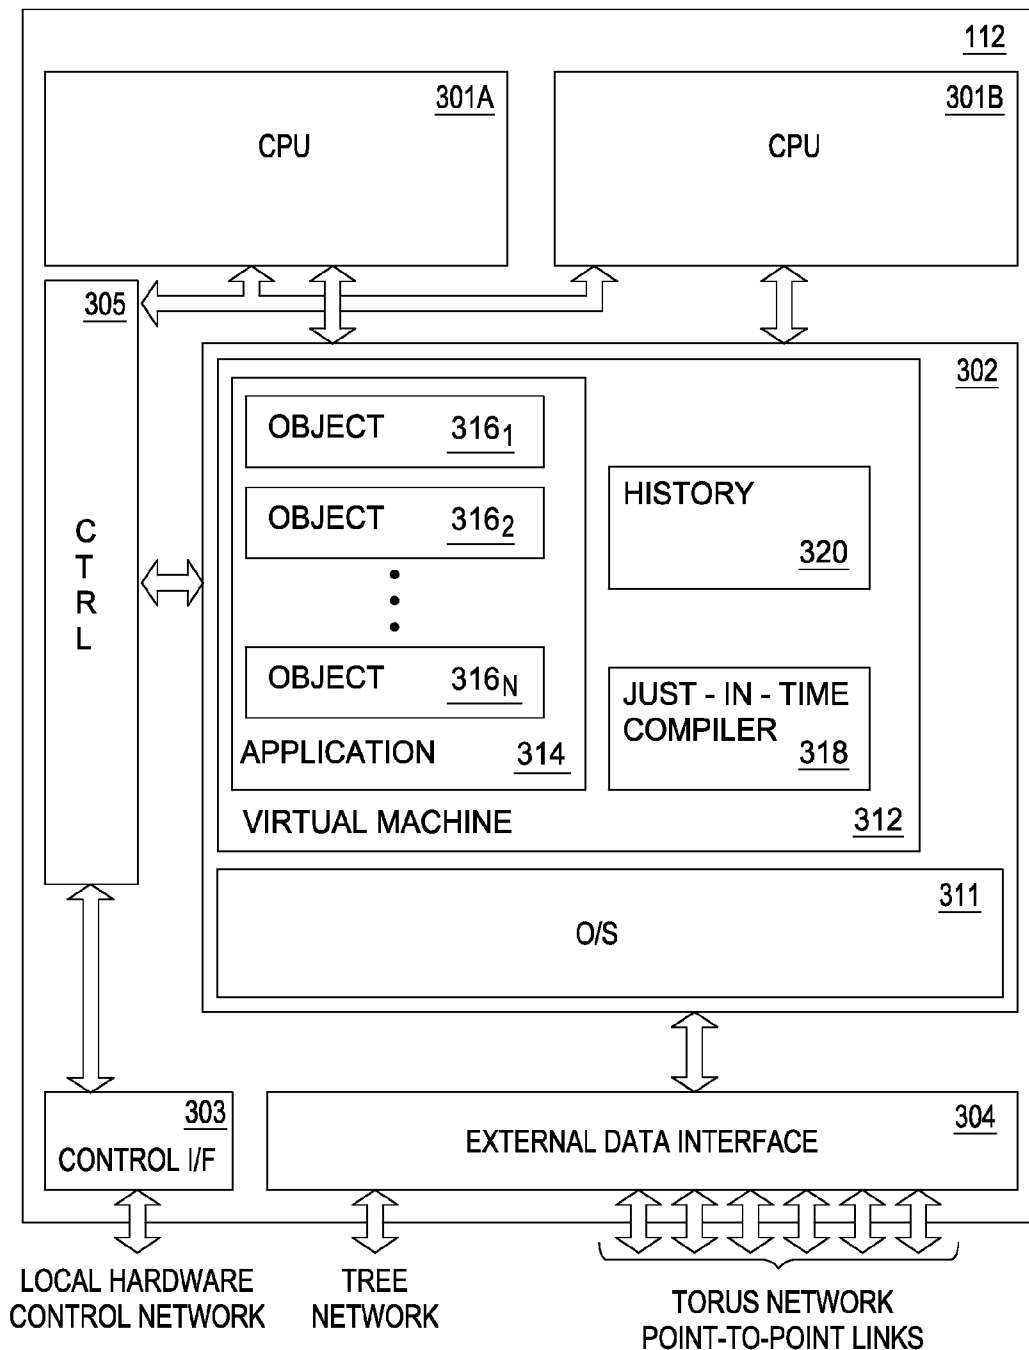 112
301A
CPU
301B
CPU
305
CTRL
302
OBJECT 316₁
OBJECT 316₂
OBJECT 316N
APPLICATION 314
HISTORY
320
JUST - IN - TIME
COMPILER
318
VIRTUAL MACHINE 312
311
O/S
303
CONTROL I/F
304
EXTERNAL DATA INTERFACE
LOCAL HARDWARE
CONTROL NETWORK
TREE
NETWORK
TORUS NETWORK
POINT-TO-POINT LINKS